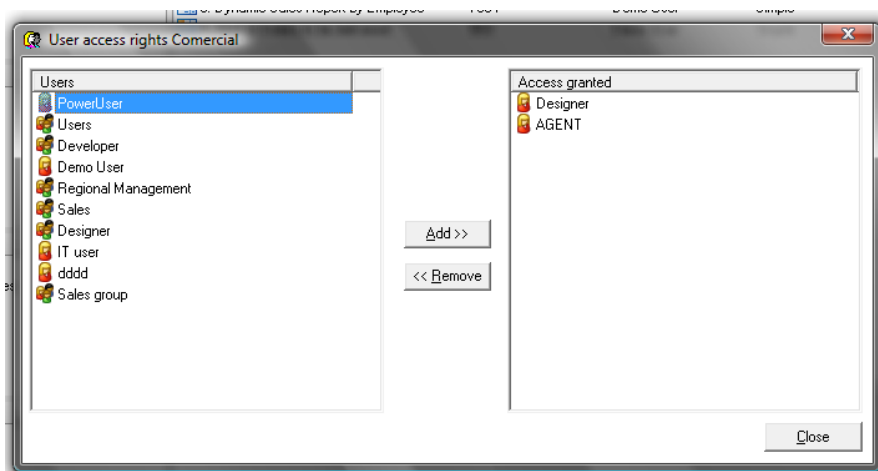 User access rights Comercial
Users
PowerUser
Users
Developer
Demo User
Regional Management
Sales
Designer
IT user
dddd
Sales group
Add >>
<< Remove
Access granted
Designer
AGENT
Close